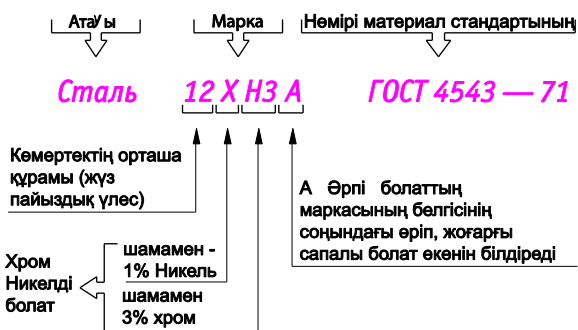 Атауы Марка Нөмірі материал стандартының
Сталь 12 Х Н3 А ГОСТ 4543 — 71
Көмертектің орташа
құрамы (жүз
пайыздық үлес)
А Әрпі болаттың
маркасының белгісінің
соңындағы әріп, жоғарғы
сапалы болат екенін білдіреді
Хром
Никелді
болат
шамамен -
1% Никель
шамамен
3% хром